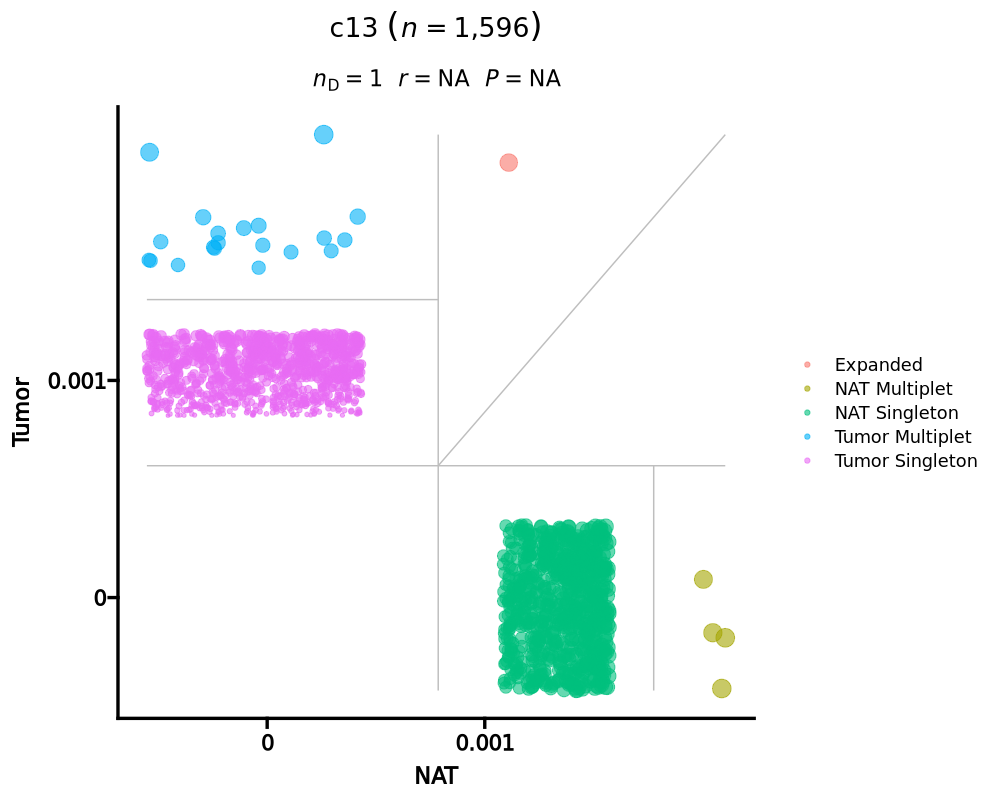 c13 (n = 1,596)
n_D = 1 r = NA P = NA
Tumor
0.001
0
0
0.001
NAT
Expanded
NAT Multiplet
NAT Singleton
Tumor Multiplet
Tumor Singleton